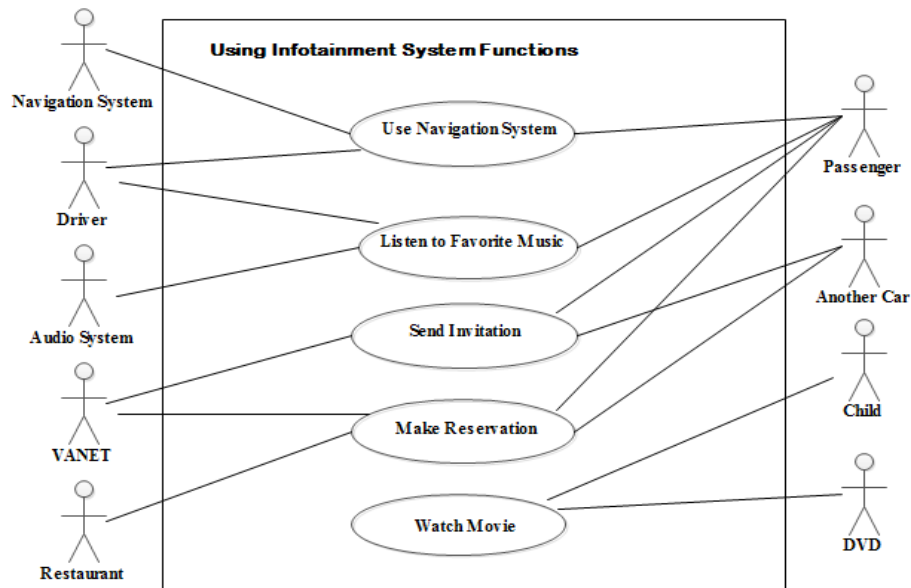 Using Infotainment System Functions
Navigation System
Driver
Audio System
VANET
Restaurant
Use Navigation System
Listen to Favorite Music
Send Invitation
Make Reservation
Watch Movie
Passenger
Another Car
Child
DVD